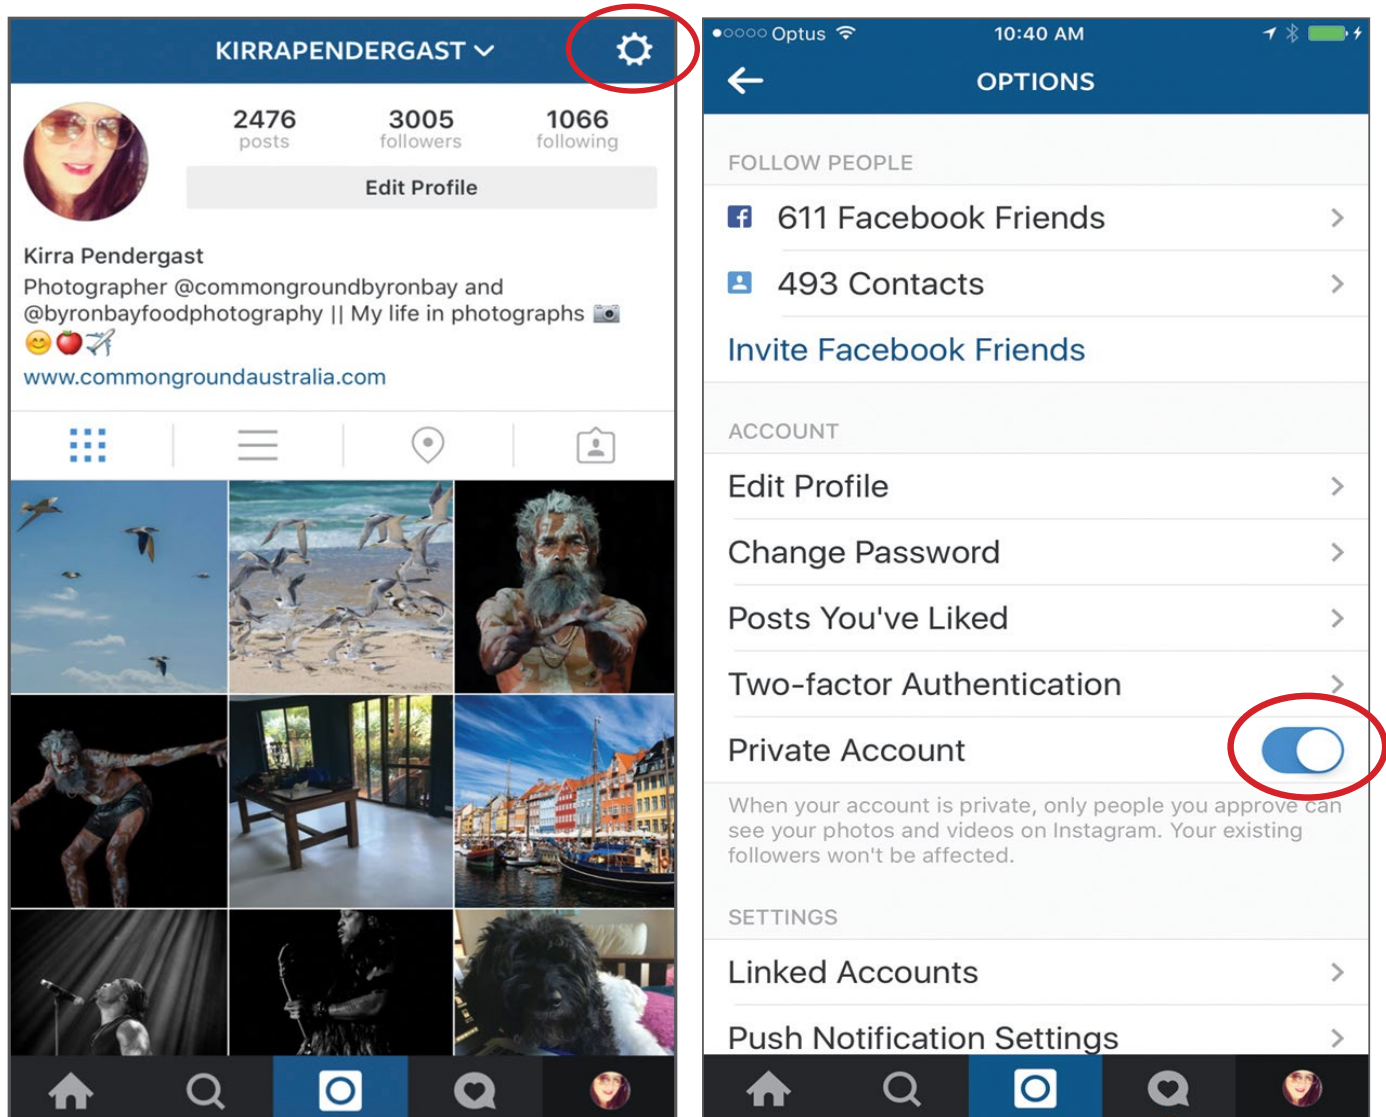 KIRRAPENDERGAST
2476 3005 1066
posts followers following
Edit Profile
Kirra Pendergast
Photographer @commongroundbyronbay and
@byronbayfoodphotography || My life in photographs 📷
😊🍎✈️
www.commongroundaustralia.com
Optus 10:40 AM
OPTIONS
FOLLOW PEOPLE
611 Facebook Friends
493 Contacts
Invite Facebook Friends
ACCOUNT
Edit Profile
Change Password
Posts You've Liked
Two-factor Authentication
Private Account
When your account is private, only people you approve can
see your photos and videos on Instagram. Your existing
followers won't be affected.
SETTINGS
Linked Accounts
Push Notification Settings